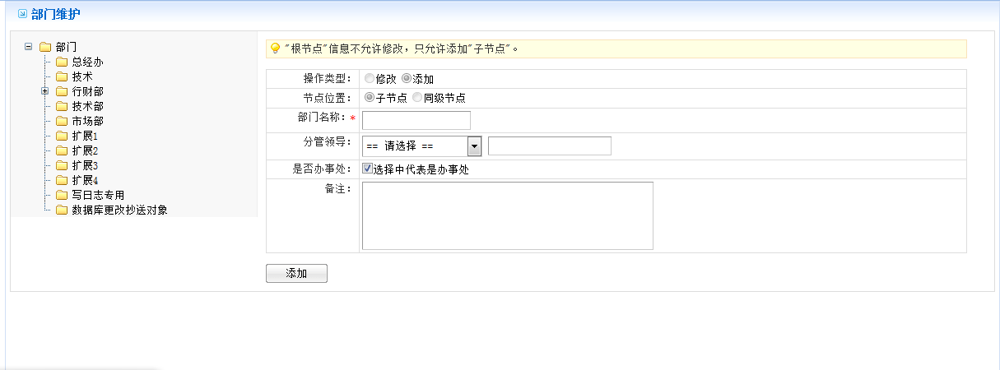 部门维护
部门
总经办
技术
行财部
技术部
市场部
扩展1
扩展2
扩展3
扩展4
写日志专用
数据库更改抄送对象
"根节点"信息不允许修改，只允许添加"子节点"。
操作类型： 修改 添加
节点位置： 子节点 同级节点
部门名称：*
分管领导： == 请选择 ==
是否办事处： 选择中代表是办事处
备注：
添加